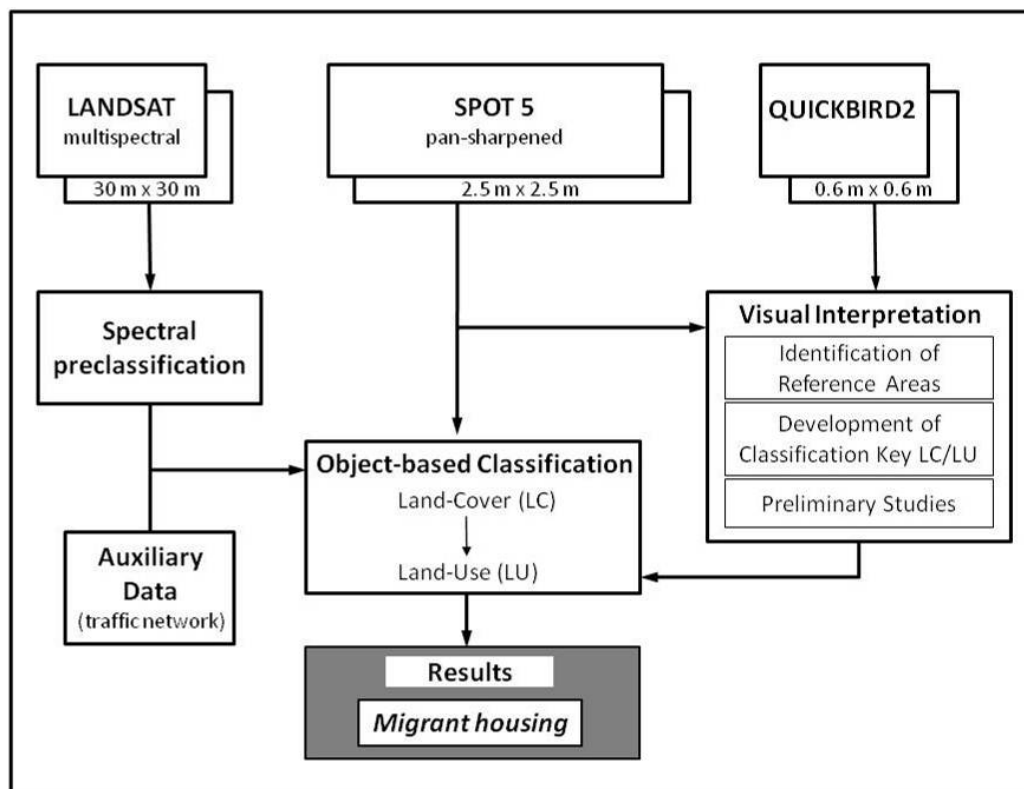 LANDSAT
multispectral
30 m x 30 m
SPOT 5
pan-sharpened
2.5 m x 2.5 m
QUICKBIRD2
0.6 m x 0.6 m
Spectral
preclassification
Visual Interpretation
Identification of
Reference Areas
Development of
Classification Key LC/LU
Preliminary Studies
Object-based Classification
Land-Cover (LC)
Land-Use (LU)
Auxiliary
Data
(traffic network)
Results
Migrant housing